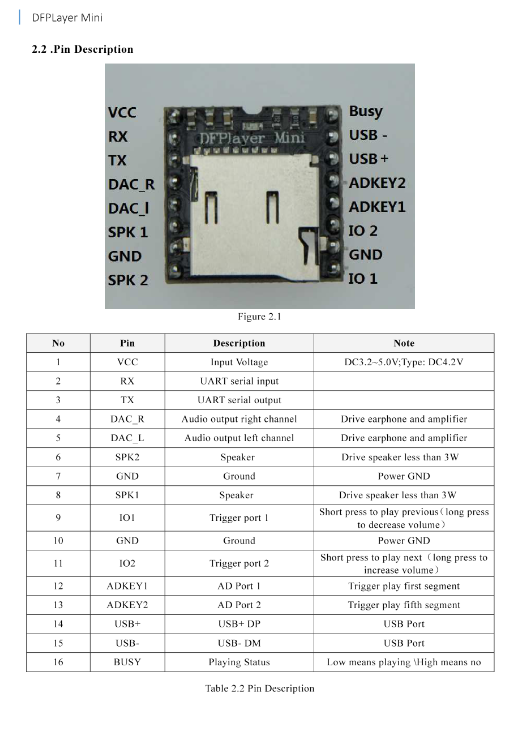 DFPLayer Mini
2.2 .Pin Description
VCC
RX
TX
DAC_R
DAC_l
SPK 1
GND
SPK 2
DFPlayer Mini
Busy
USB -
USB +
ADKEY2
ADKEY1
IO 2
GND
IO 1
Figure 2.1
No Pin Description Note
1 VCC Input Voltage DC3.2~5.0V;Type: DC4.2V
2 RX UART serial input
3 TX UART serial output
4 DAC_R Audio output right channel Drive earphone and amplifier
5 DAC_L Audio output left channel Drive earphone and amplifier
6 SPK2 Speaker Drive speaker less than 3W
7 GND Ground Power GND
8 SPK1 Speaker Drive speaker less than 3W
9 IO1 Trigger port 1 Short press to play previous（long press
to decrease volume）
10 GND Ground Power GND
11 IO2 Trigger port 2 Short press to play next（long press to
increase volume）
12 ADKEY1 AD Port 1 Trigger play first segment
13 ADKEY2 AD Port 2 Trigger play fifth segment
14 USB+ USB+ DP USB Port
15 USB- USB- DM USB Port
16 BUSY Playing Status Low means playing \High means no
Table 2.2 Pin Description